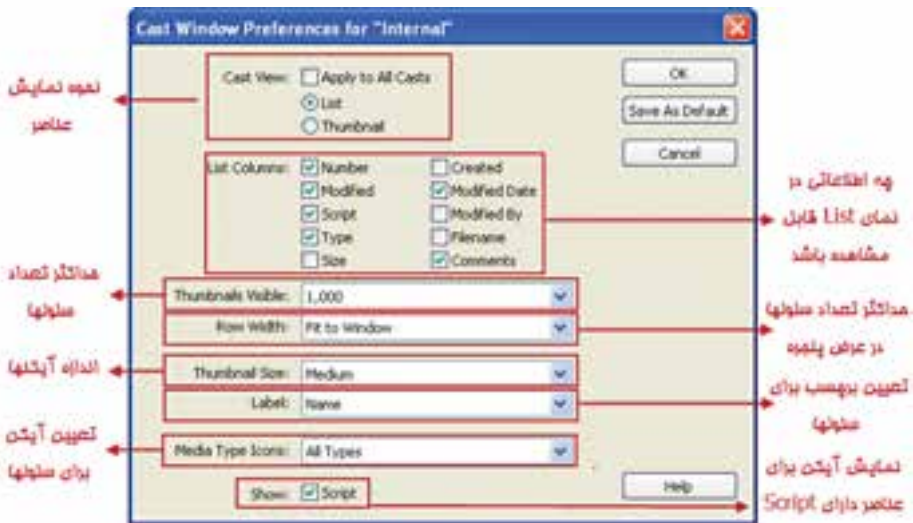 Cast Window Preferences for "Internal"
Cast View:
Apply to All Casts
List
Thumbnail
OK
Save As Default
Cancel
List Columns:
Number
Created
Modified
Modified Date
Script
Modified By
Type
Filename
Size
Comments
Thumbnails Visible: 1,000
Row Width: Fit to Window
Thumbnail Size: Medium
Label: Name
Media Type Icons: All Types
Show: Script
Help
نحوه نمایش
عناصر
چه اطلاعاتی در
نمای List قابل
مشاهده باشد
حداکثر تعداد
سلولها
حداکثر تعداد سلولها
در عرض پنجره
اندازه آیکنها
تعیین برچسب برای
سلولها
تعیین آیکن
برای سلولها
نمایش آیکن برای
عناصر دارای Script